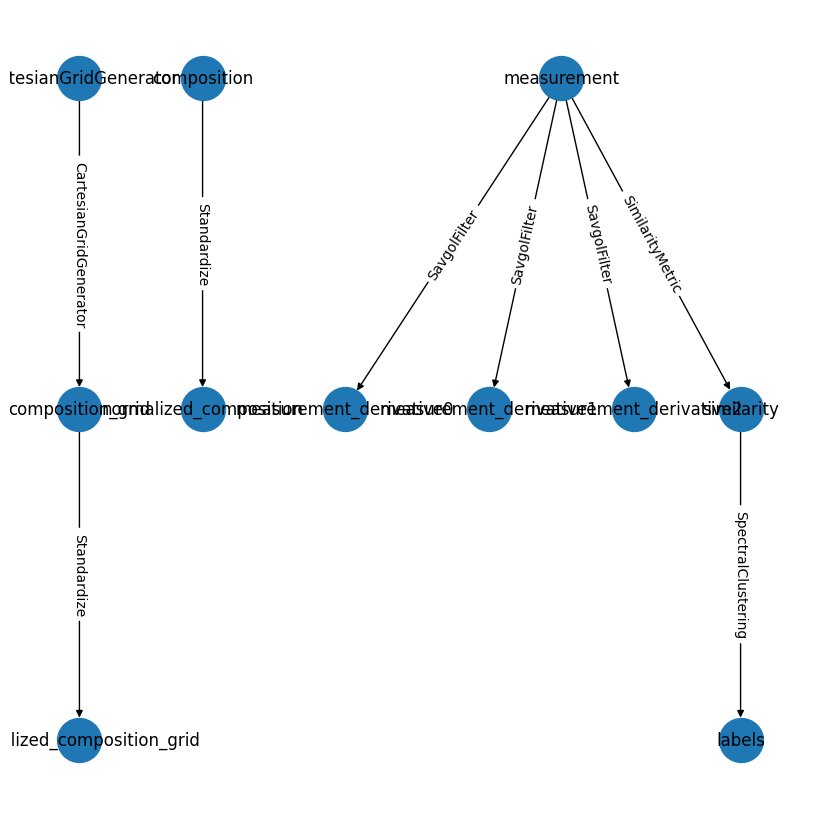 tesianGridGenerator
composition
measurement
CartesianGridGenerator
Standardize
SavgolFilter
SavgolFilter
SavgolFilter
SimilarityMetric
composition_grid
normalized_composition
measurement_derivative0
measurement_derivative1
measurement_derivative2
similarity
Standardize
SpectralClustering
lized_composition_grid
labels